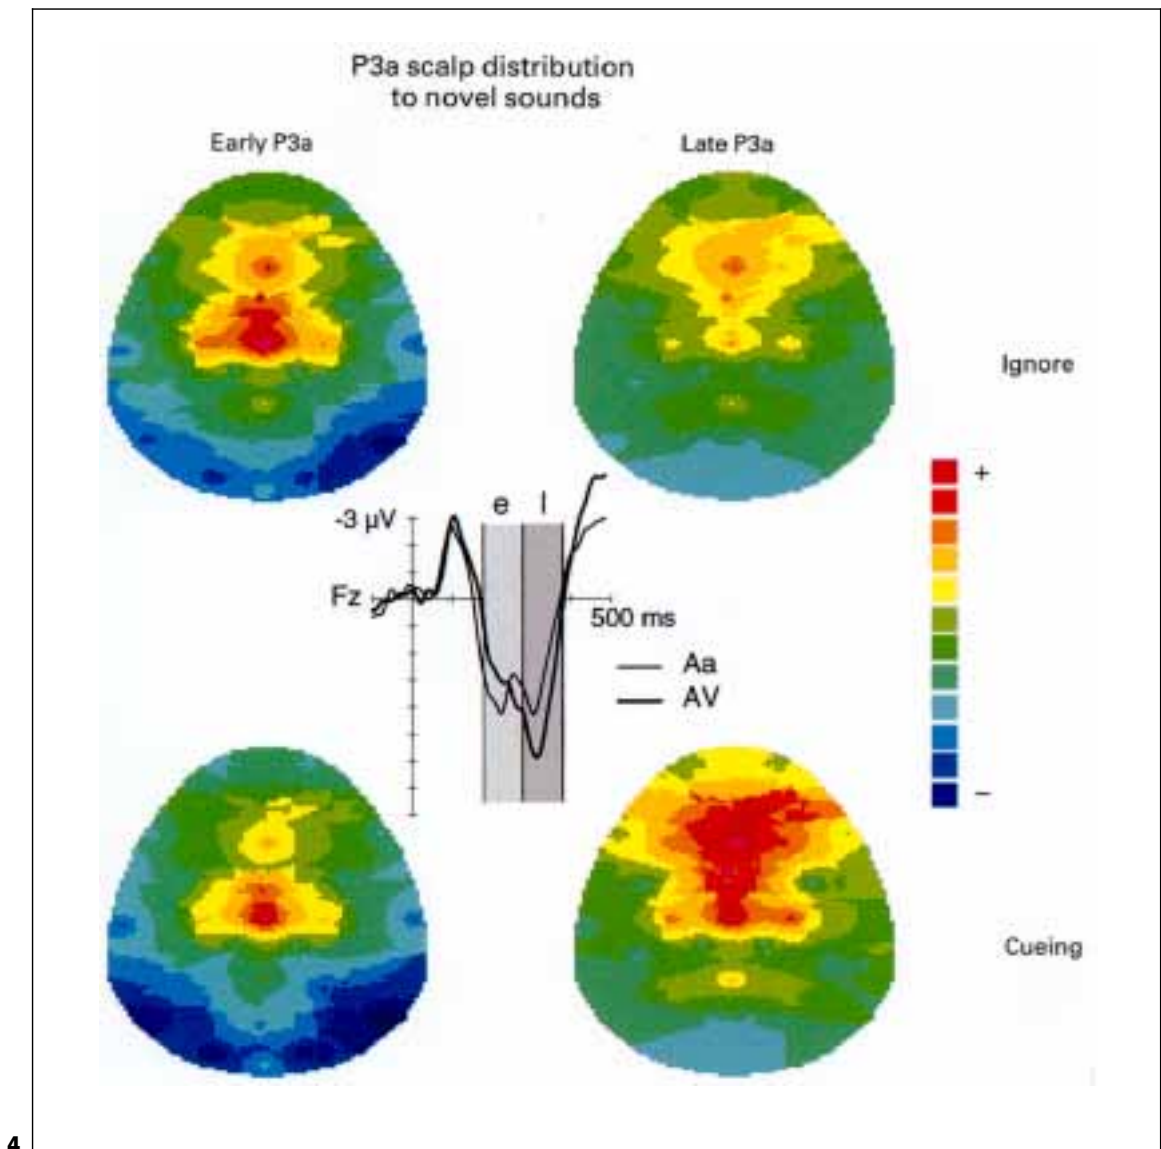 P3a scalp distribution
to novel sounds
Early P3a
Late P3a
Ignore
+
-3 µV
e
l
Fz
500 ms
Aa
AV
−
Cueing
4